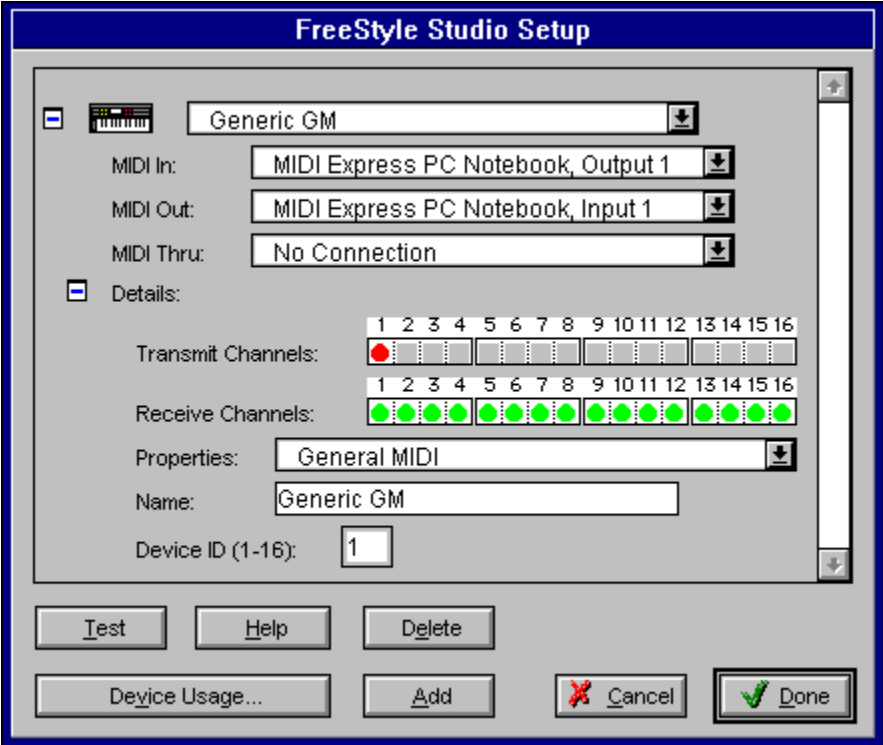 FreeStyle Studio Setup
Generic GM
MIDI In: MIDI Express PC Notebook, Output 1
MIDI Out: MIDI Express PC Notebook, Input 1
MIDI Thru: No Connection
Details:
1 2 3 4 5 6 7 8 9 10 11 12 13 14 15 16
Transmit Channels:
1 2 3 4 5 6 7 8 9 10 11 12 13 14 15 16
Receive Channels:
Properties: General MIDI
Name: Generic GM
Device ID (1-16): 1
Test Help Delete
Device Usage... Add Cancel Done